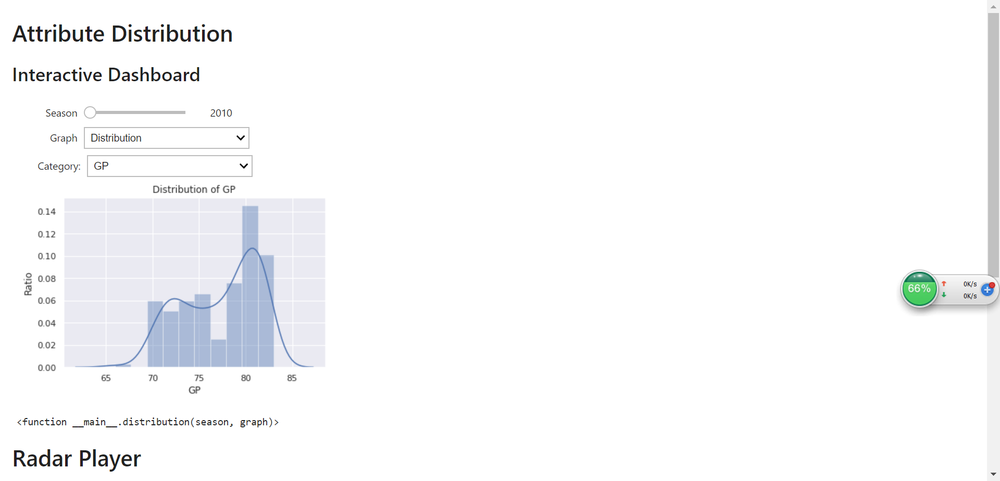 Attribute Distribution
Interactive Dashboard
Season 2010
Graph Distribution
Category: GP
Distribution of GP
0.14
0.12
0.10
0.08
0.06
0.04
0.02
0.00
Ratio
65 70 75 80 85
GP
66% 0K/s
0K/s
<function __main__.distribution(season, graph)>
Radar Player